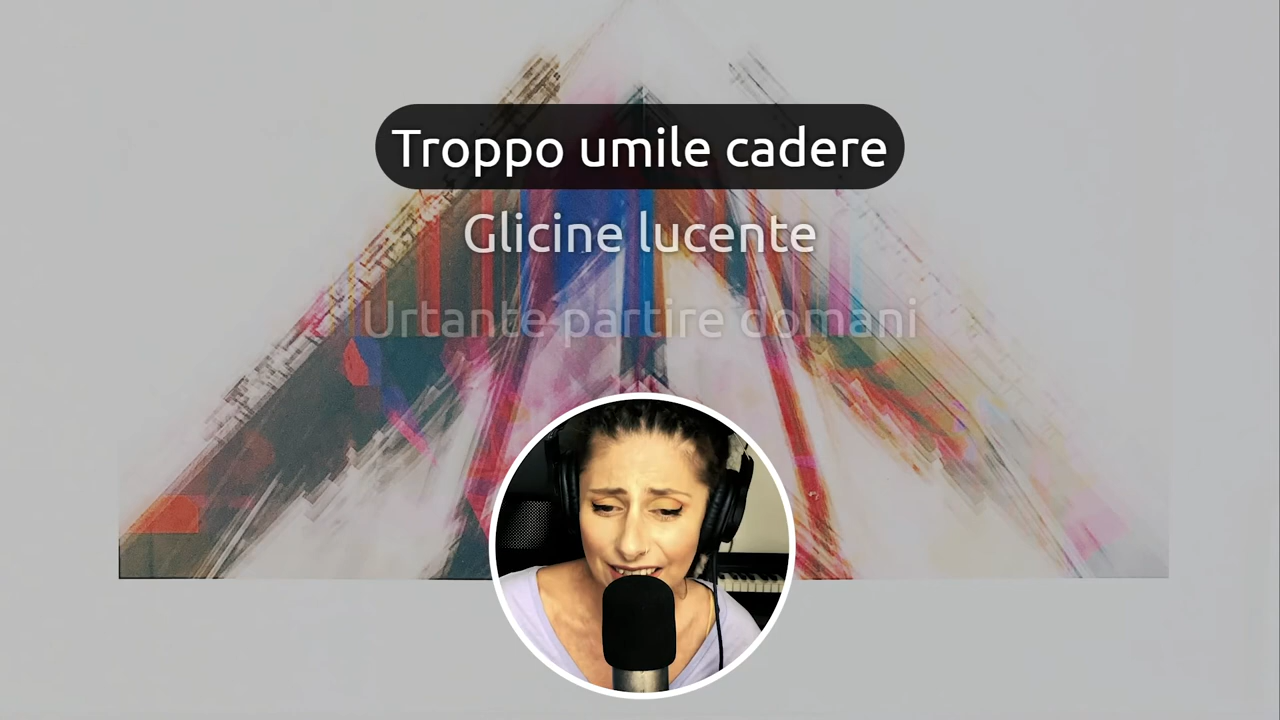 Troppo umile cadere
Glicine lucente
Urtante partire domani